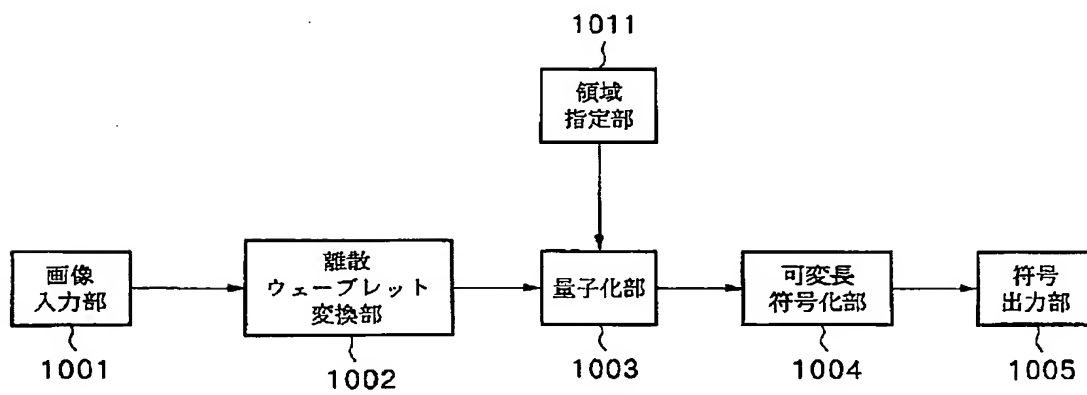 1011
領域
指定部
画像
入力部
離散
ウェーブレット
変換部
量子化部
可変長
符号化部
符号
出力部
1001
1002
1003
1004
1005